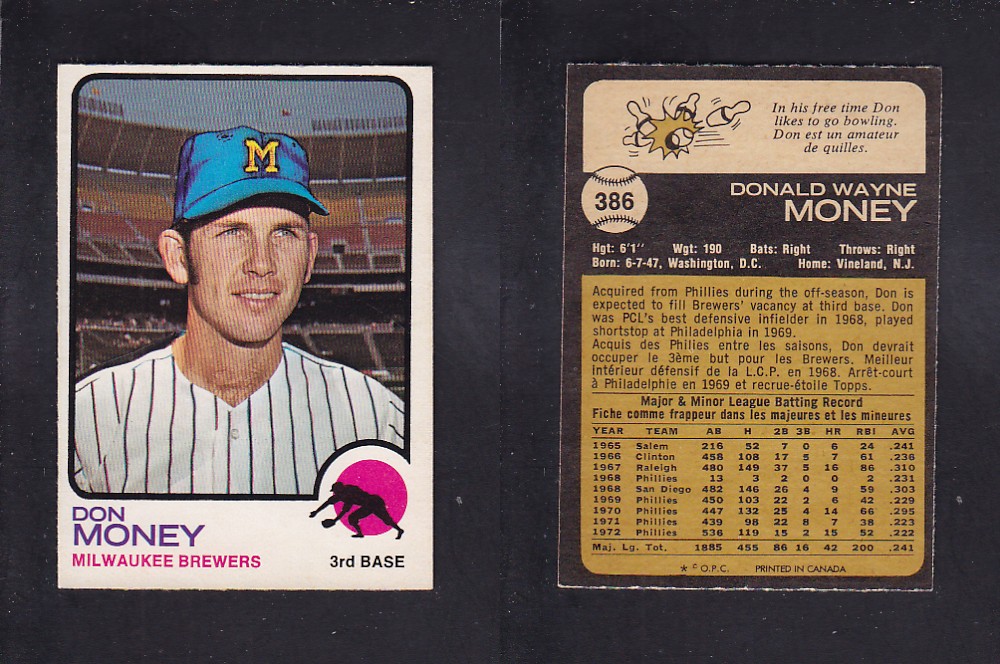 M
DON
MONEY
MILWAUKEE BREWERS
3rd BASE
In his free time Don
likes to go bowling.
Don est un amateur
de quilles.
386
DONALD WAYNE
MONEY
Hgt: 6'1" Wgt: 190 Bats: Right Throws: Right
Born: 6-7-47, Washington, D.C. Home: Vineland, N.J.
Acquired from Phillies during the off-season, Don is
expected to fill Brewers' vacancy at third base. Don
was PCL's best defensive infielder in 1968, played
shortstop at Philadelphia in 1969.
Acquis des Philies entre les saisons, Don devrait
occuper le 3ème but pour les Brewers. Meilleur
intérieur défensif de la L.C.P. en 1968. Arrêt-court
à Philadelphie en 1969 et recrue-étoile Topps.
Major & Minor League Batting Record
Fiche comme frappeur dans les majeures et les mineures
YEAR TEAM AB H 2B 3B HR RBI AVG
1965 Salem 216 52 7 0 6 24 .241
1966 Clinton 458 108 17 5 7 61 .236
1967 Raleigh 480 149 37 5 16 86 .310
1968 Phillies 13 3 2 0 0 2 .231
1968 San Diego 482 146 26 4 9 59 .303
1969 Phillies 450 103 22 2 6 42 .229
1970 Phillies 447 132 25 4 14 66 .295
1971 Phillies 439 98 22 8 7 38 .223
1972 Phillies 536 119 15 2 15 52 .222
Maj. Lg. Tot. 1885 455 86 16 42 200 .241
* © O.P.C. PRINTED IN CANADA